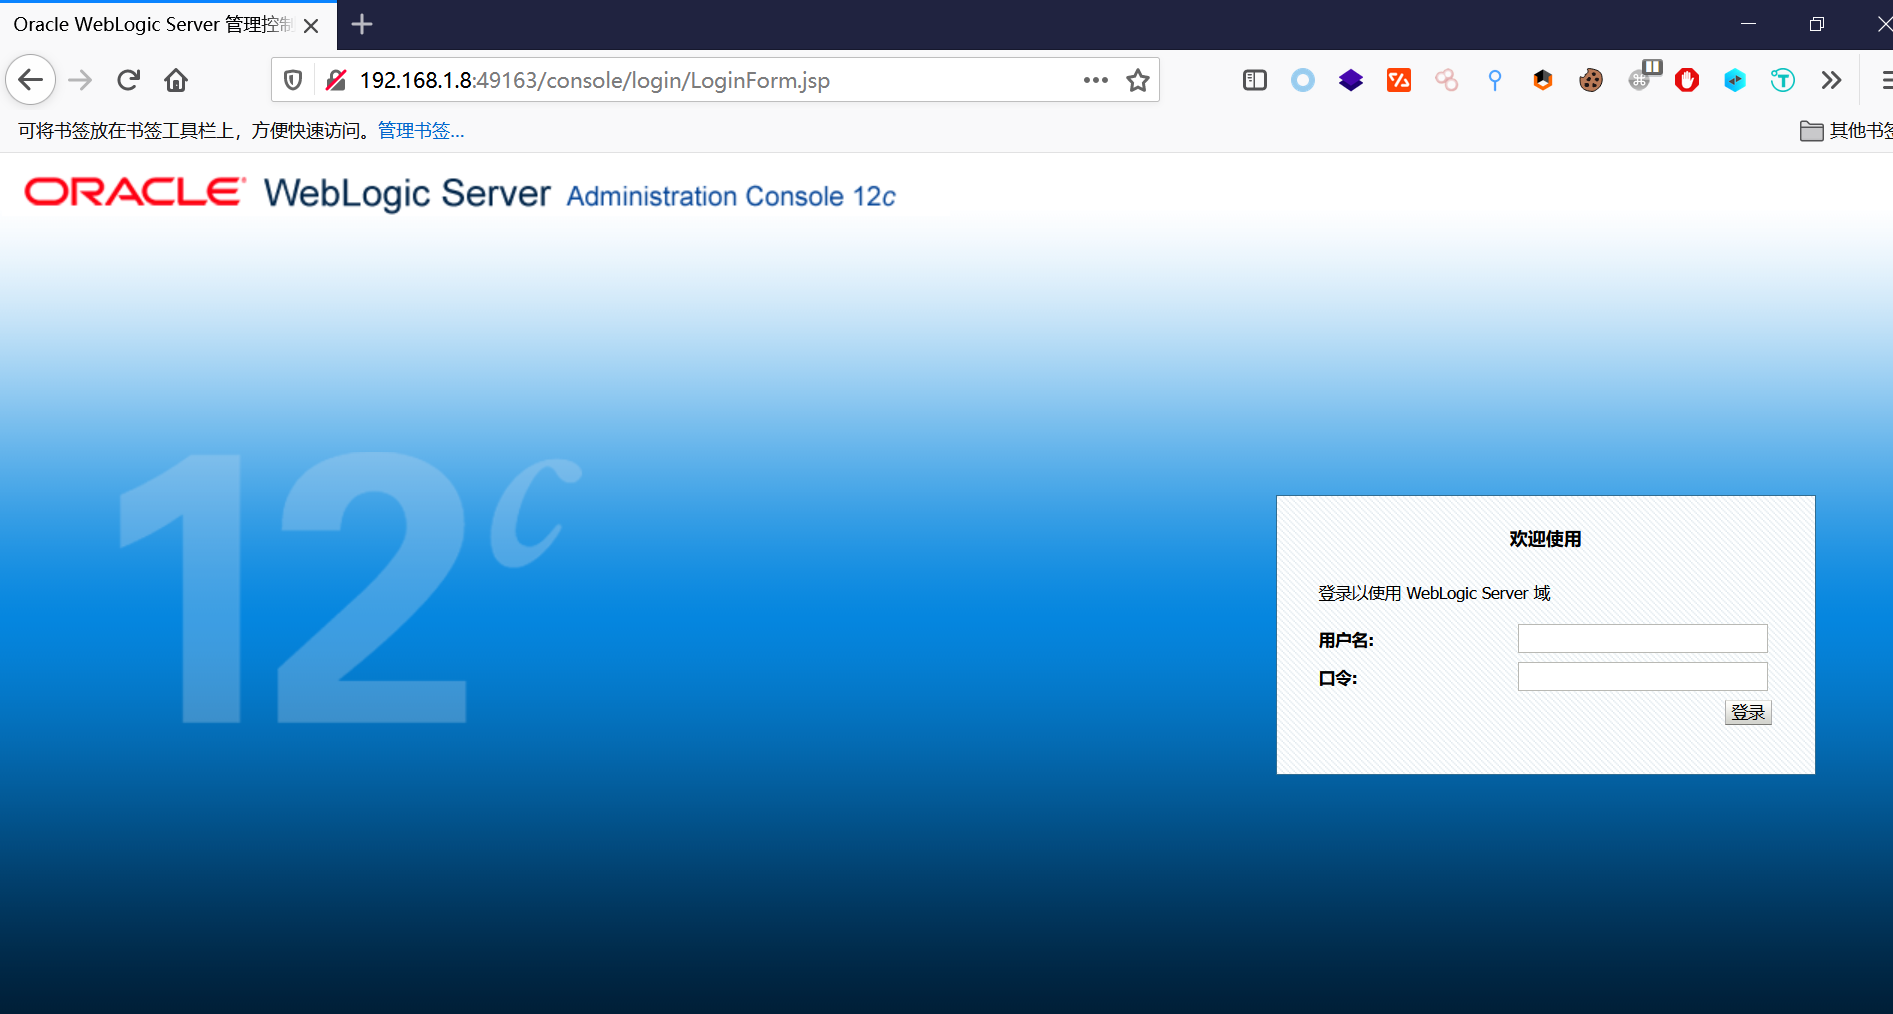 Oracle WebLogic Server 管理控制
192.168.1.8:49163/console/login/LoginForm.jsp
可将书签放在书签工具栏上，方便快速访问。管理书签...
其他书签
ORACLE WebLogic Server Administration Console 12c
12c
欢迎使用
登录以使用 WebLogic Server 域
用户名:
口令:
登录